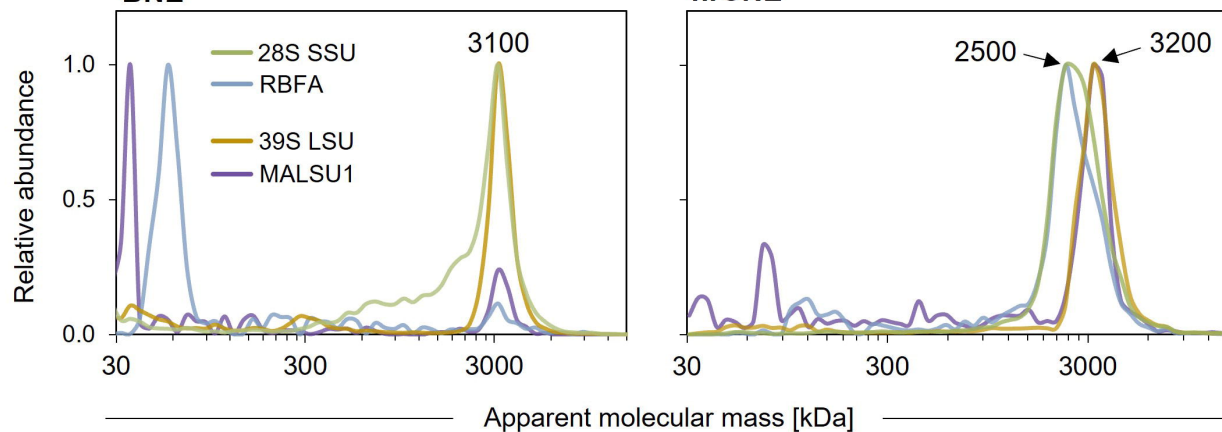 3100
1.0
0.5
0.0
28S SSU
RBFA
39S LSU
MALSU1
Relative abundance
30 300 3000
2500 3200
30 300 3000
Apparent molecular mass [kDa]